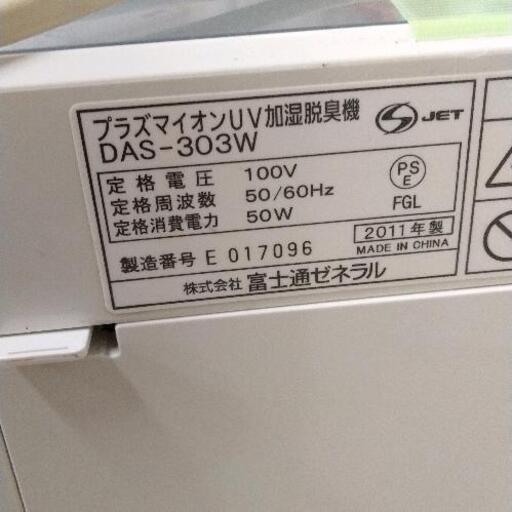 プラズマイオンUV加湿脱臭機
DAS-303W
S JET
定格電圧 100V
定格周波数 50/60Hz
定格消費電力 50W
PS
E
FGL
製造番号 E 017096
2011年製
MADE IN CHINA
株式会社 富士通ゼネラル